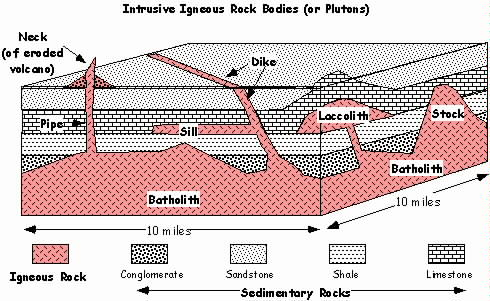 Intrusive Igneous Rock Bodies (or Plutons)
Neck
(of eroded
volcano)
Dike
Pipe
Sill
Laccolith
Stock
Batholith
Batholith
10 miles
10 miles
Igneous Rock
Conglomerate
Sandstone
Shale
Limestone
Sedimentary Rocks